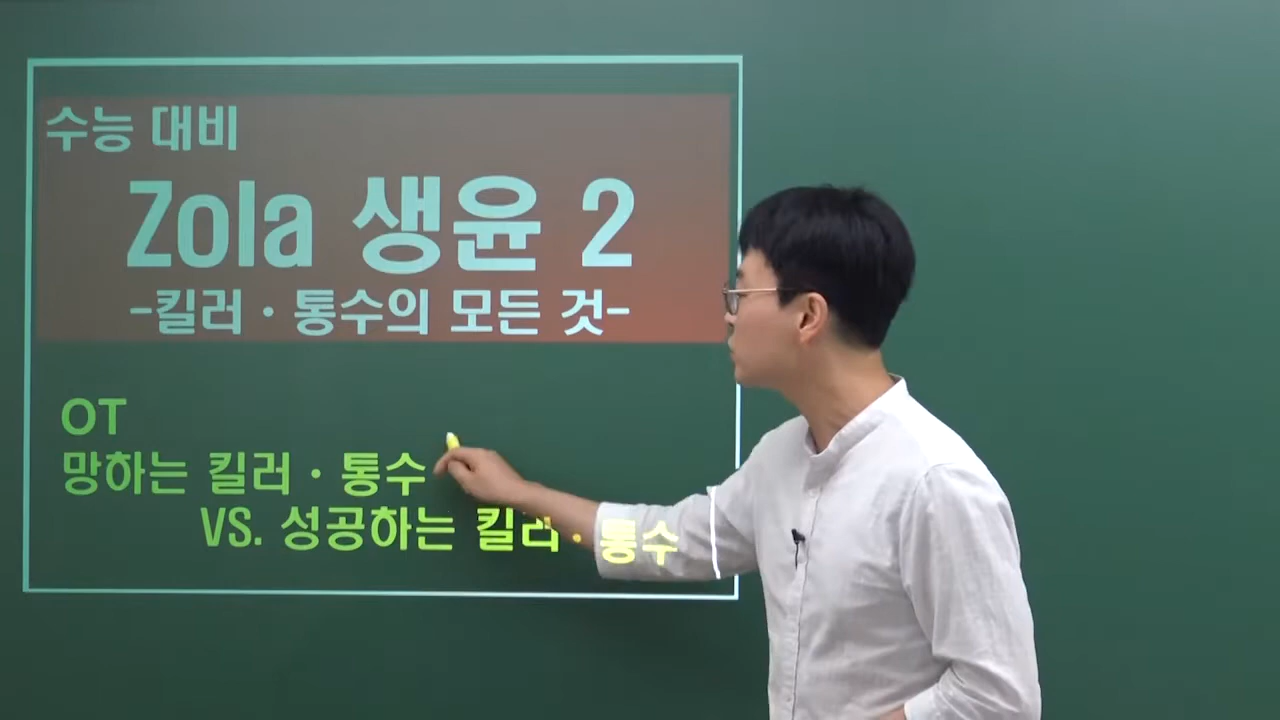 수능 대비
Zola 생윤 2
-킬러·통수의 모든 것-
OT
망하는 킬러·통수
VS. 성공하는 킬러·통수